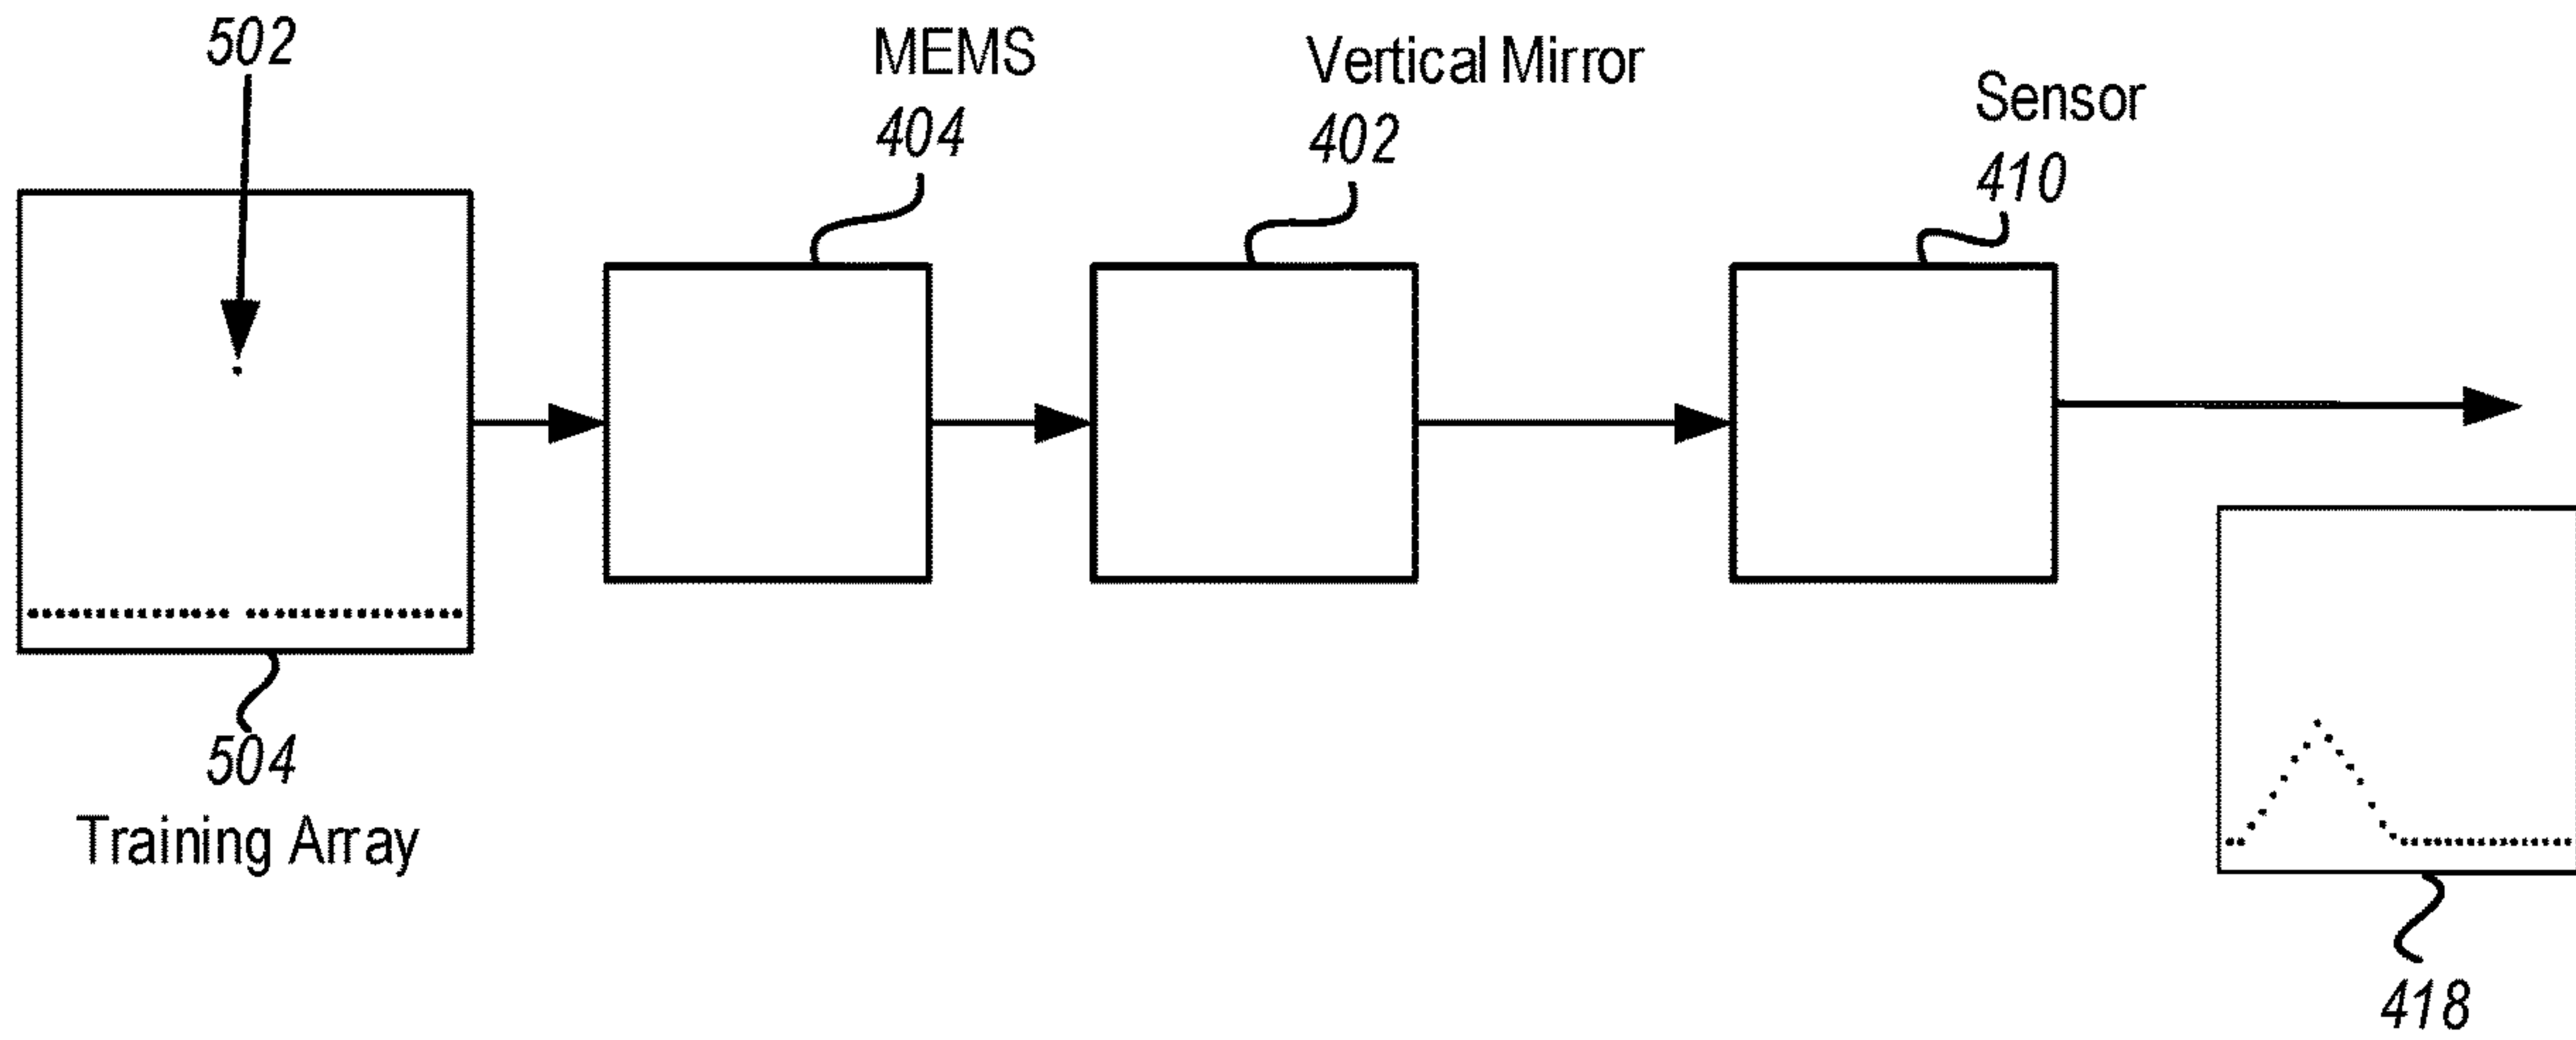 502
MEMS
404
Vertical Mirror
402
Sensor
410
504
Training Array
418